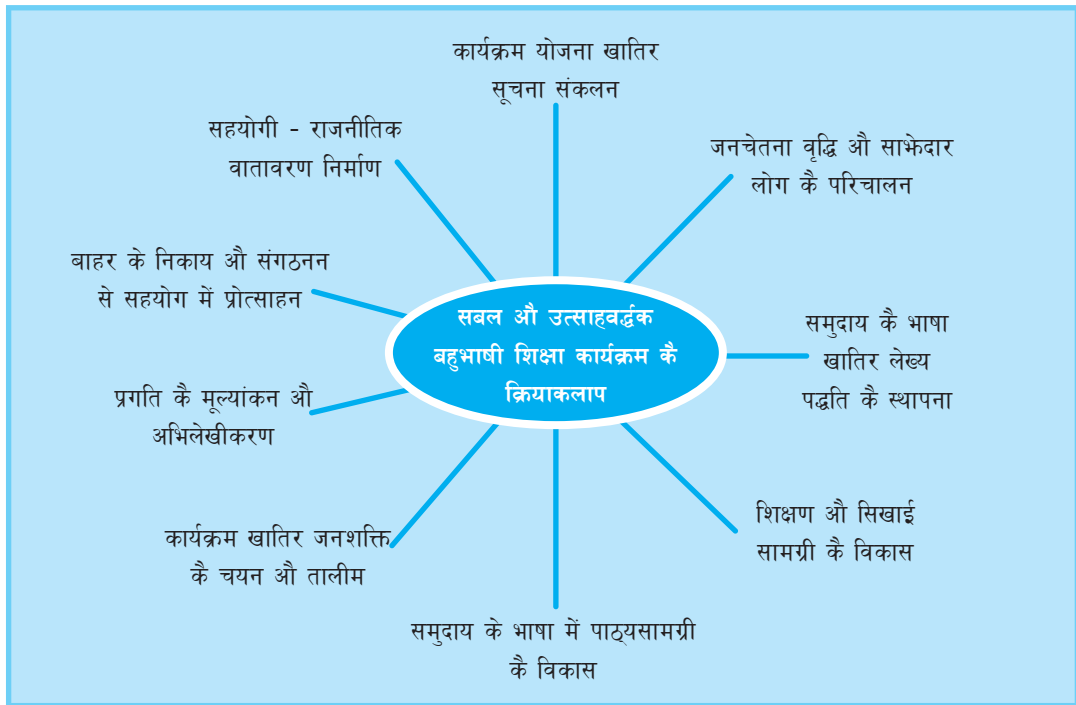 कार्यक्रम योजना खातिर
सूचना संकलन
सहयोगी - राजनीतिक
वातावरण निर्माण
जनचेतना वृद्धि औ साझेदार
लोग कै परिचालन
बाहर के निकाय औ संगठनन
से सहयोग में प्रोत्साहन
सबल औ उत्साहबर्द्धक
बहुभाषी शिक्षा कार्यक्रम कै
क्रियाकलाप
समुदाय कै भाषा
खातिर लेख्य
पद्धति कै स्थापना
प्रगति कै मूल्यांकन औ
अभिलेखीकरण
शिक्षण औ सिखाई
सामग्री कै विकास
कार्यक्रम खातिर जनशक्ति
कै चयन औ तालीम
समुदाय के भाषा में पाठ्यसामग्री
कै विकास